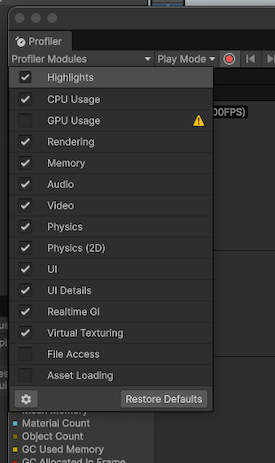 Profiler
Profiler Modules Play Mode
Highlights
CPU Usage
00FPS)
GPU Usage
Rendering
Memory
Audio
Video
Physics
Physics (2D)
UI
UI Details
Realtime GI
Virtual Texturing
File Access
Asset Loading
Restore Defaults
Material Count
Object Count
GC Used Memory
GC Allocated In Frame